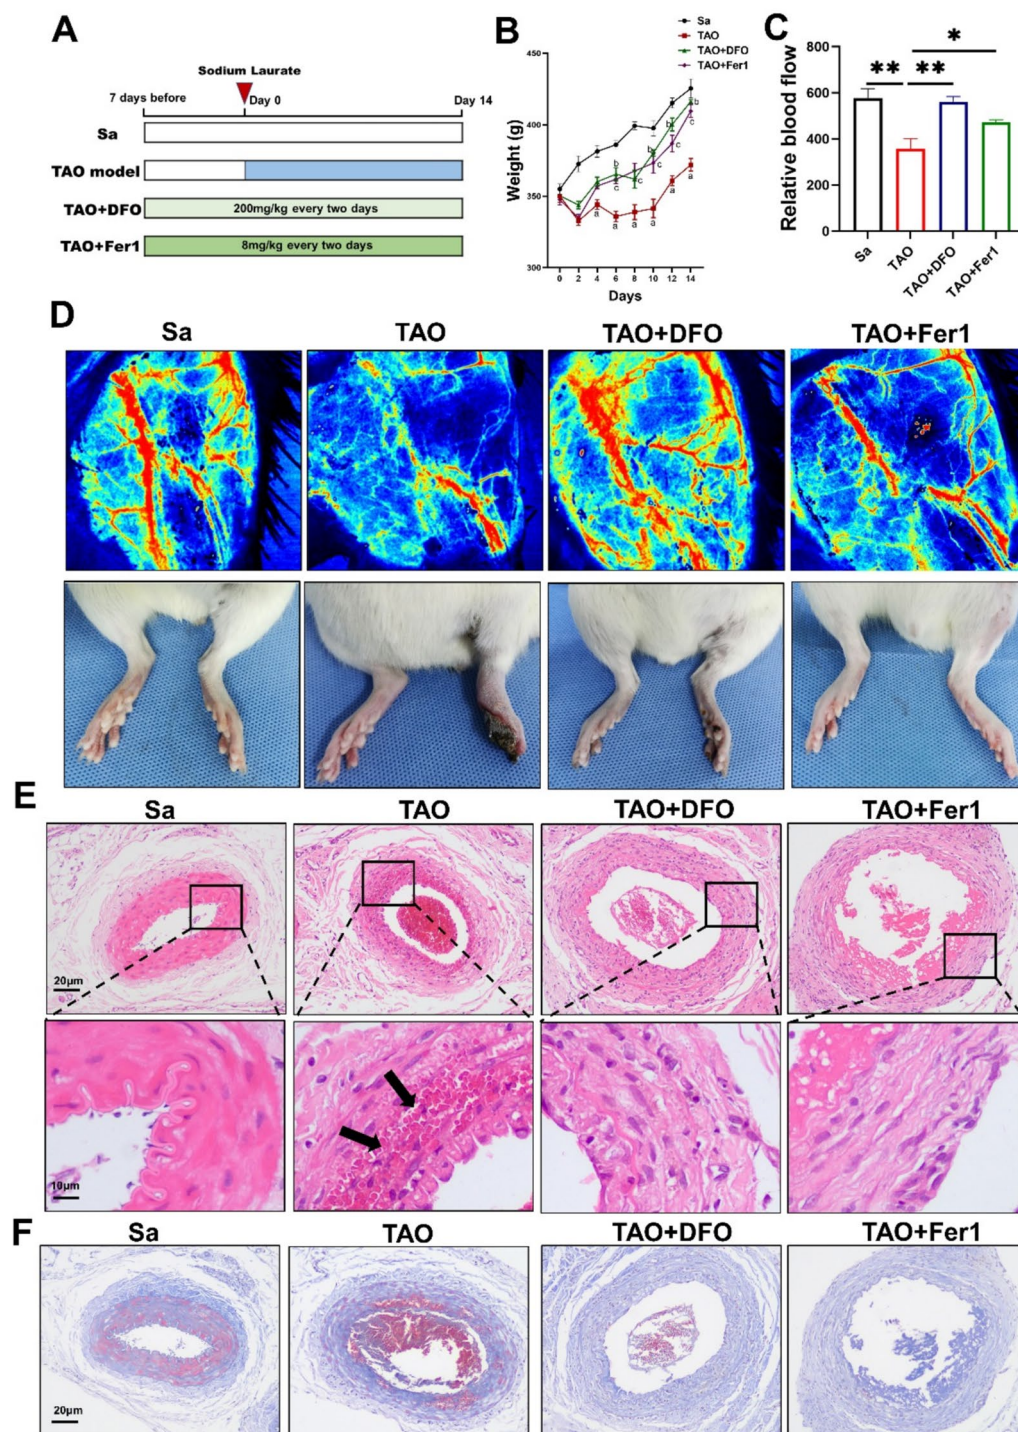 A
Sodium Laurate
7 days before
Day 0
Day 14
Sa
TAO model
TAO+DFO
200mg/kg every two days
TAO+Fer1
8mg/kg every two days
B
Sa
TAO
TAO+DFO
TAO+Fer1
Weight (g)
450
400
350
300
a a a a a a
b b b b
c c c c c
0 2 4 6 8 10 12 14
Days
C
Relative blood flow
800
600
400
200
0
** ** *
Sa TAO TAO+DFO TAO+Fer1
D
Sa TAO TAO+DFO TAO+Fer1
E
Sa TAO TAO+DFO TAO+Fer1
20μm
10μm
F
Sa TAO TAO+DFO TAO+Fer1
20μm